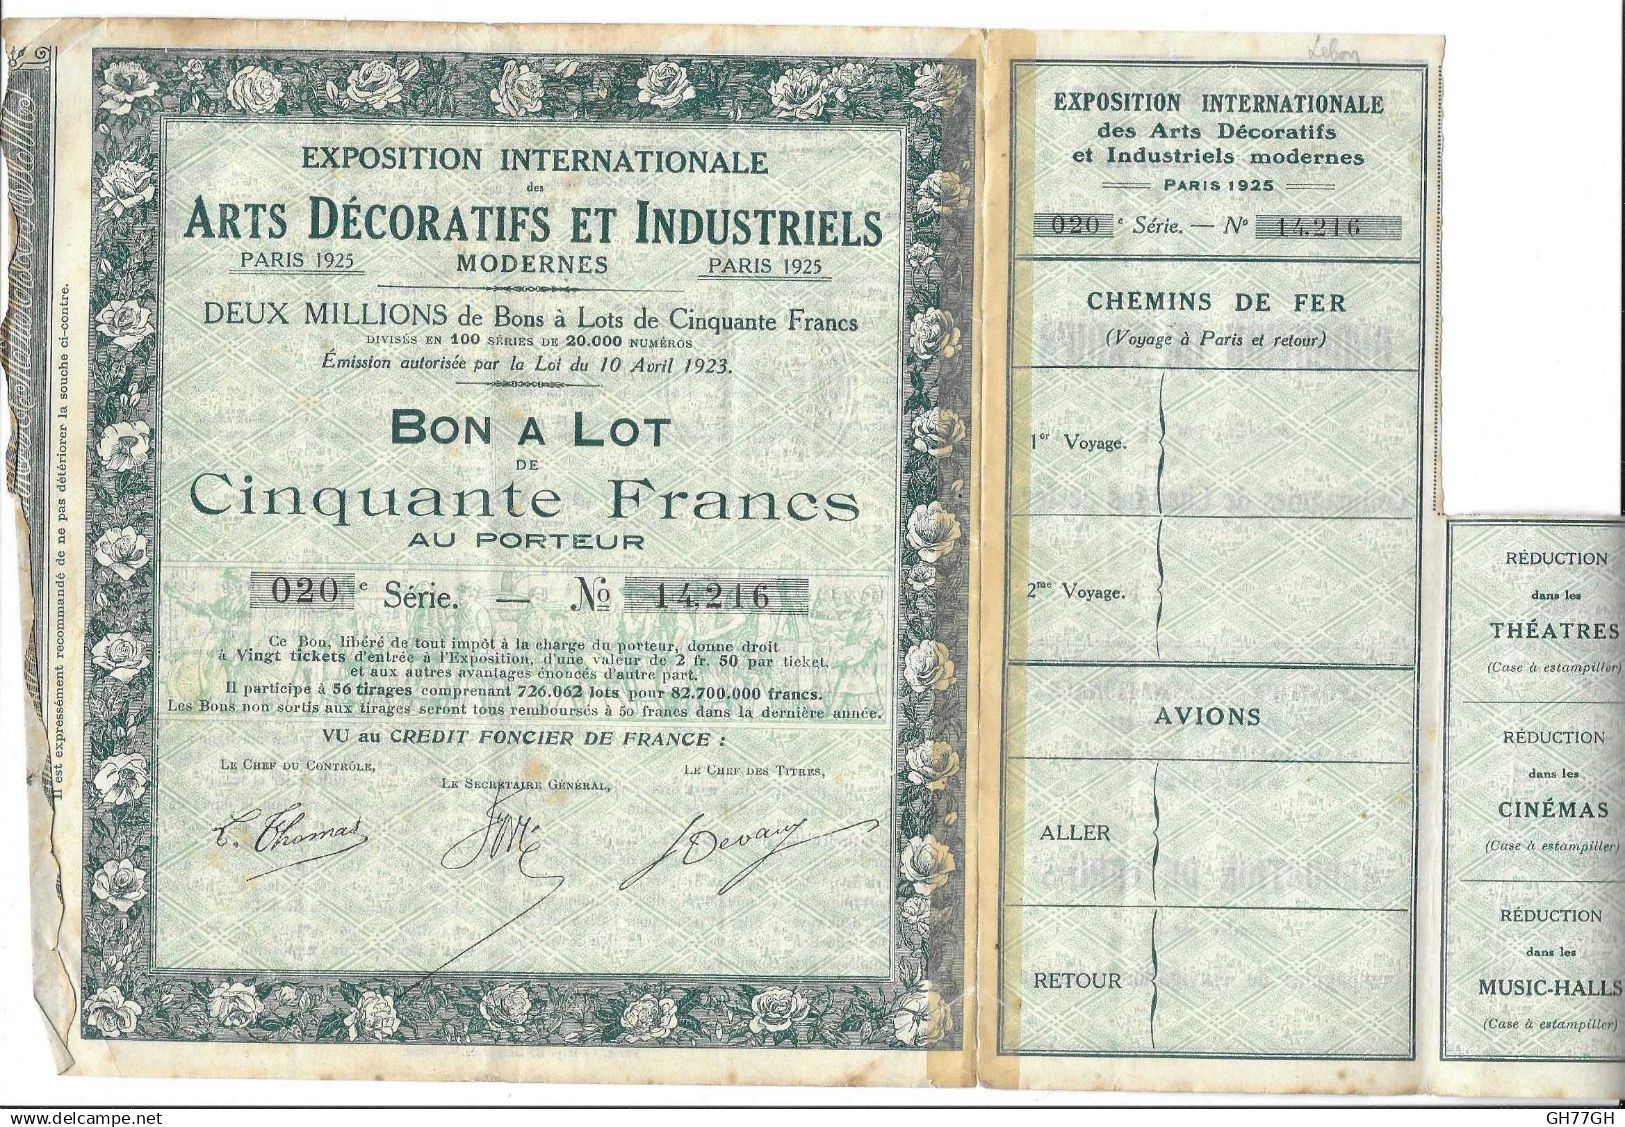 Il est expressément recommandé de ne pas détériorer la souche ci-contre.
EXPOSITION INTERNATIONALE
des
ARTS DÉCORATIFS ET INDUSTRIELS
PARIS 1925 MODERNES PARIS 1925
DEUX MILLIONS de Bons à Lots de Cinquante Francs
DIVISÉS EN 100 SÉRIES DE 20.000 NUMÉROS
Émission autorisée par la Loi du 10 Avril 1923.
BON A LOT
DE
Cinquante Francs
AU PORTEUR
020e Série. — No 14,216
Ce Bon, libéré de tout impôt à la charge du porteur, donne droit
à Vingt tickets d'entrée à l'Exposition, d'une valeur de 2 fr. 50 par ticket,
et aux autres avantages énoncés d'autre part.
Il participe à 56 tirages comprenant 726.062 lots pour 82.700.000 francs.
Les Bons non sortis aux tirages seront tous remboursés à 50 francs dans la dernière année.
VU au CREDIT FONCIER DE FRANCE :
LE CHEF DU CONTRÔLE,
LE SECRÉTAIRE GÉNÉRAL,
LE CHEF DES TITRES,
L. Thomas
Devaux
Lebon
EXPOSITION INTERNATIONALE
des Arts Décoratifs
et Industriels modernes
PARIS 1925
020e Série. — No 14,216
CHEMINS DE FER
(Voyage à Paris et retour)
1er Voyage.
2me Voyage.
AVIONS
ALLER
RETOUR
RÉDUCTION
dans les
THÉATRES
(Case à estampiller)
RÉDUCTION
dans les
CINÉMAS
(Case à estampiller)
RÉDUCTION
dans les
MUSIC-HALLS
(Case à estampiller)
GH77GH